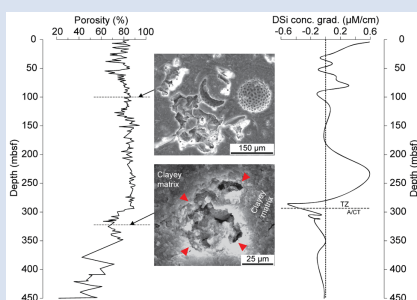 Porosity (%)
20 40 60 80 100
Depth (mbsf)
0
50
100
150
200
250
300
350
400
450
150 µm
Clayey
matrix
Clayey
matrix
25 µm
DSi conc. grad. (µM/cm)
-0.6 0.0 0.6
0
50
100
150
200
250
300
350
400
450
TZ
A/CT
Depth (mbsf)